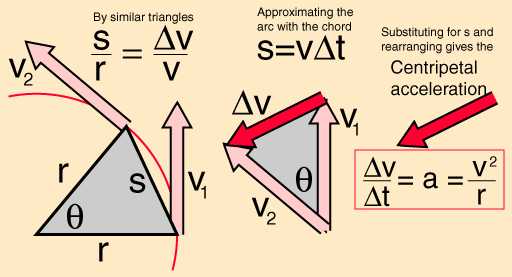 By similar triangles
s/r = Δv/v
Approximating the
arc with the chord
s=vΔt
Substituting for s and
rearranging gives the
Centripetal
acceleration
v₂
r
s
θ
r
v₁
Δv
v₁
θ
v₂
Δv/Δt = a = v²/r